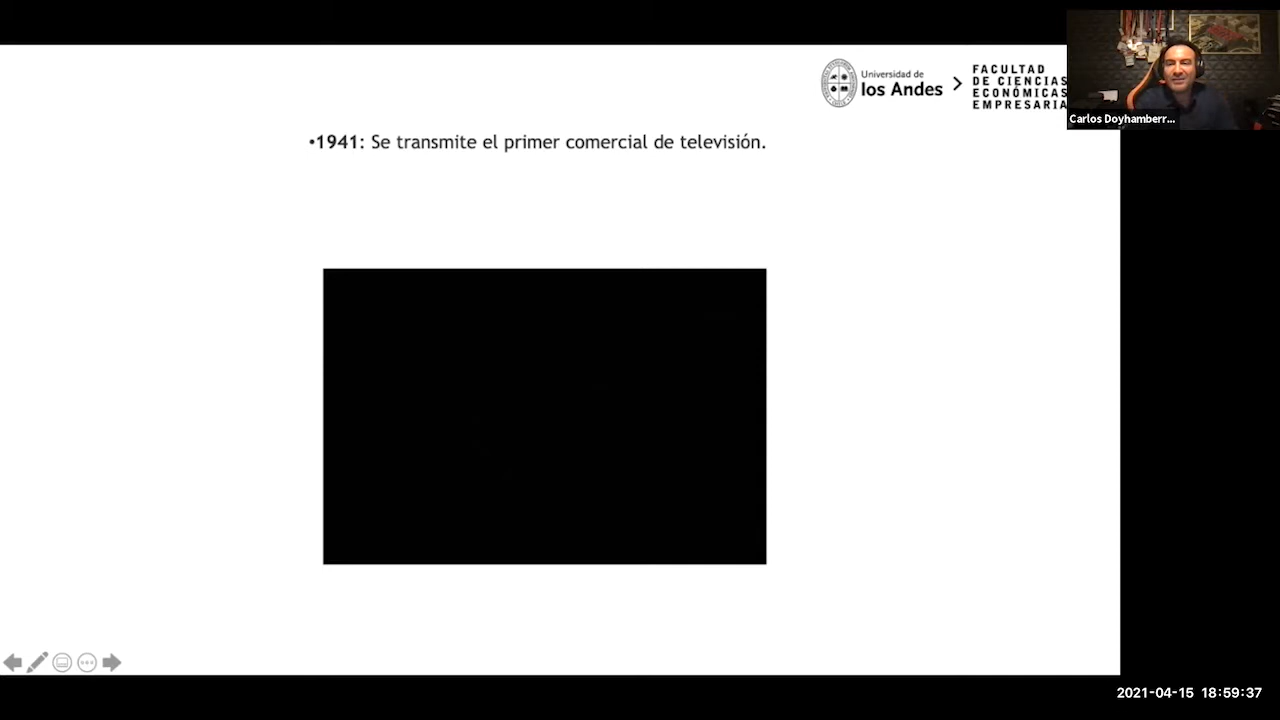 Universidad de
los Andes
FACULTAD
DE CIENCIAS
ECONÓMICAS
EMPRESARIA
Carlos Doyhamberr...
•1941: Se transmite el primer comercial de televisión.
2021-04-15 18:59:37